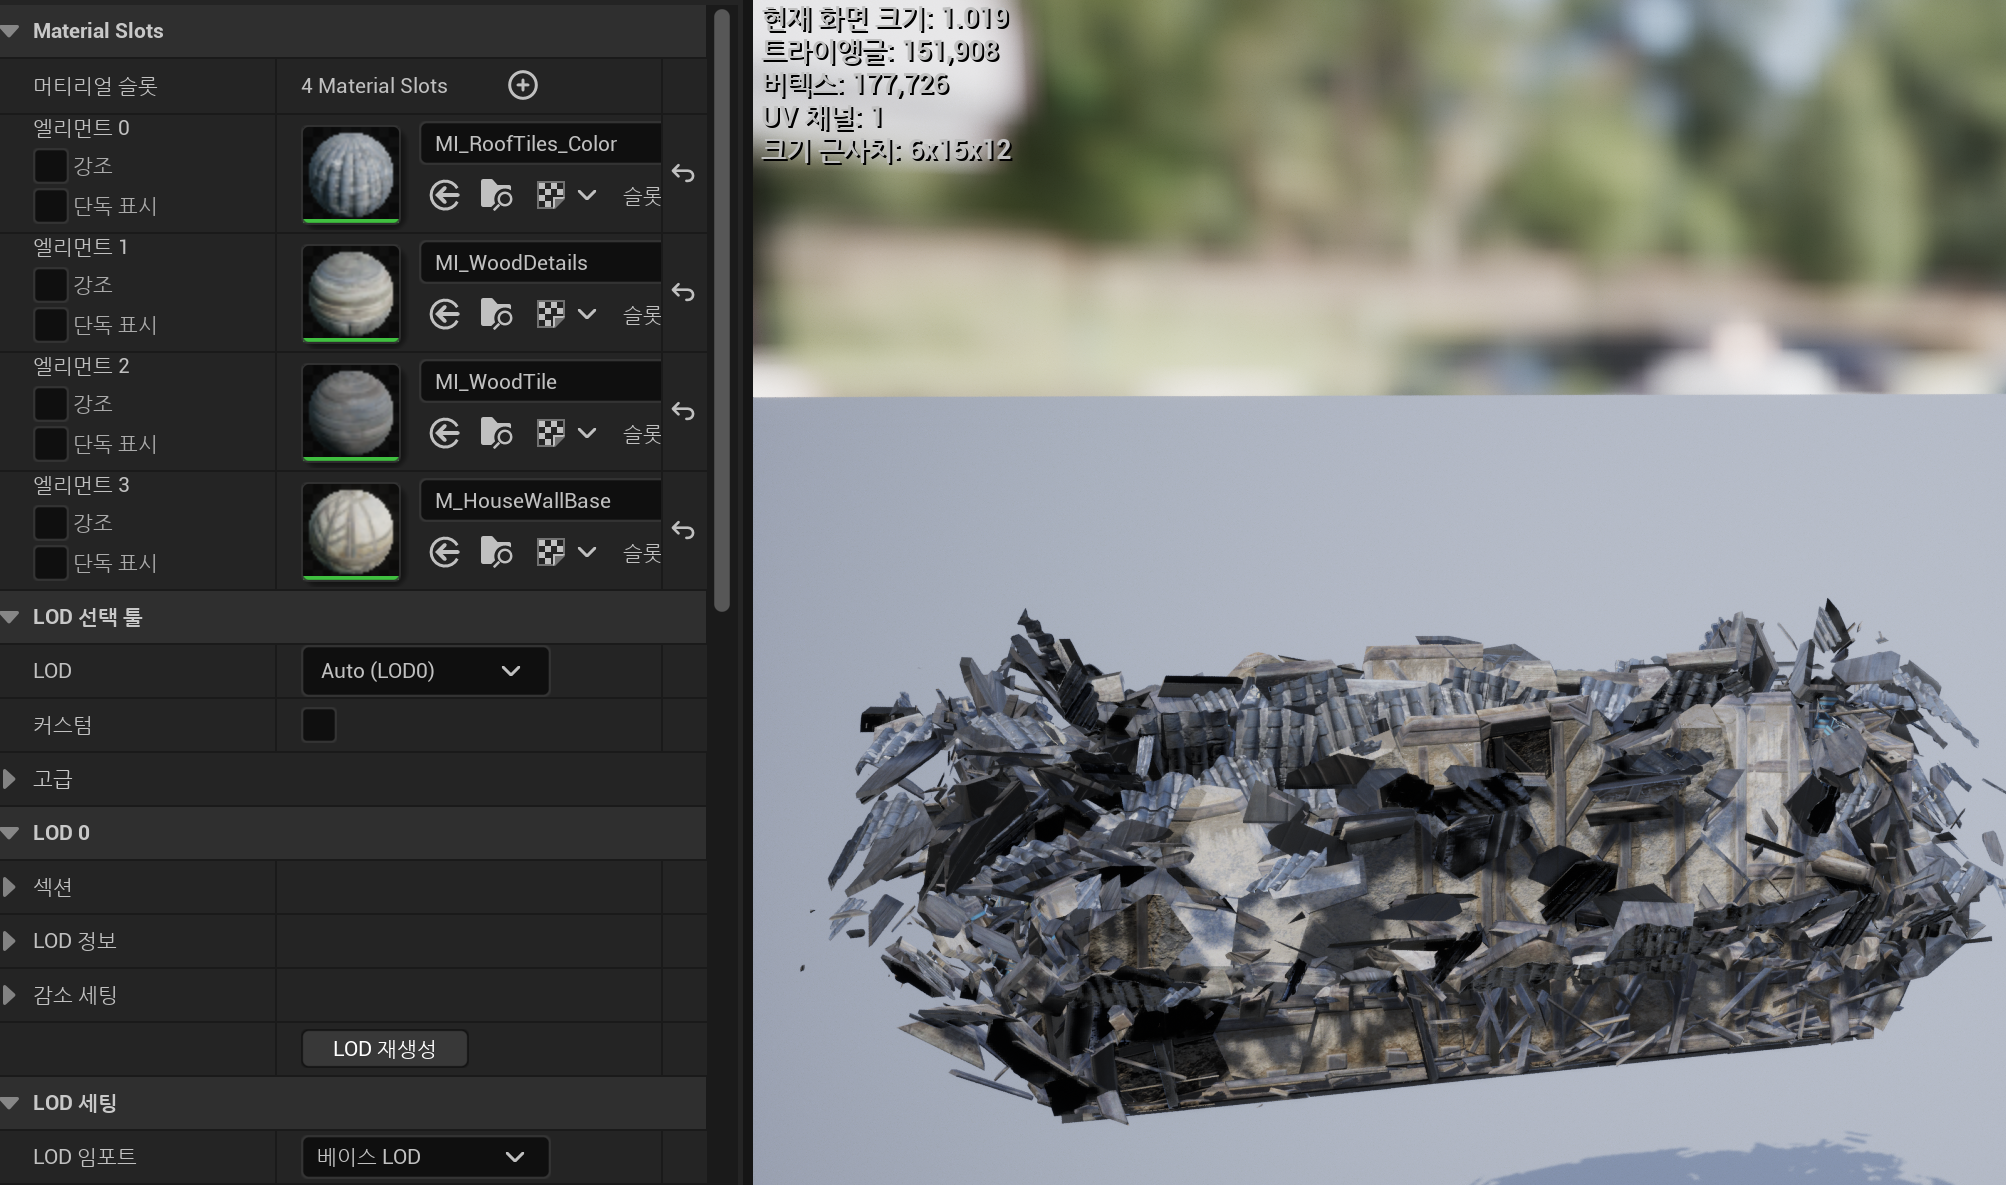 Material Slots
머티리얼 슬롯
4 Material Slots
엘리먼트 0
강조
단독 표시
MI_RoofTiles_Color
슬롯
엘리먼트 1
강조
단독 표시
MI_WoodDetails
슬롯
엘리먼트 2
강조
단독 표시
MI_WoodTile
슬롯
엘리먼트 3
강조
단독 표시
M_HouseWallBase
슬롯
LOD 선택 툴
LOD
Auto (LOD0)
커스텀
고급
LOD 0
섹션
LOD 정보
감소 세팅
LOD 재생성
LOD 세팅
LOD 임포트
베이스 LOD
현재 화면 크기: 1.019
트라이앵글: 151,908
버텍스: 177,726
UV 채널: 1
크기 근사치: 6x15x12